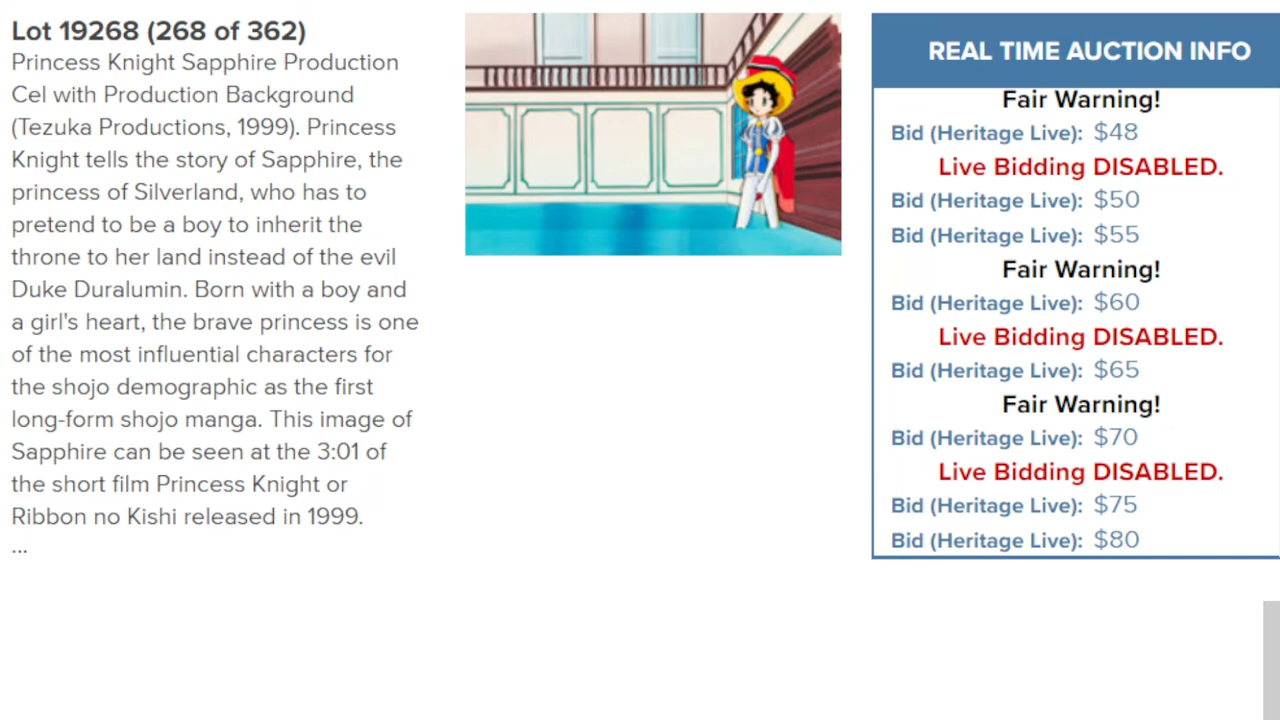 Lot 19268 (268 of 362)
Princess Knight Sapphire Production
Cel with Production Background
(Tezuka Productions, 1999). Princess
Knight tells the story of Sapphire, the
princess of Silverland, who has to
pretend to be a boy to inherit the
throne to her land instead of the evil
Duke Duralumin. Born with a boy and
a girl's heart, the brave princess is one
of the most influential characters for
the shojo demographic as the first
long-form shojo manga. This image of
Sapphire can be seen at the 3:01 of
the short film Princess Knight or
Ribbon no Kishi released in 1999.
...
REAL TIME AUCTION INFO
Fair Warning!
Bid (Heritage Live): $48
Live Bidding DISABLED.
Bid (Heritage Live): $50
Bid (Heritage Live): $55
Fair Warning!
Bid (Heritage Live): $60
Live Bidding DISABLED.
Bid (Heritage Live): $65
Fair Warning!
Bid (Heritage Live): $70
Live Bidding DISABLED.
Bid (Heritage Live): $75
Bid (Heritage Live): $80